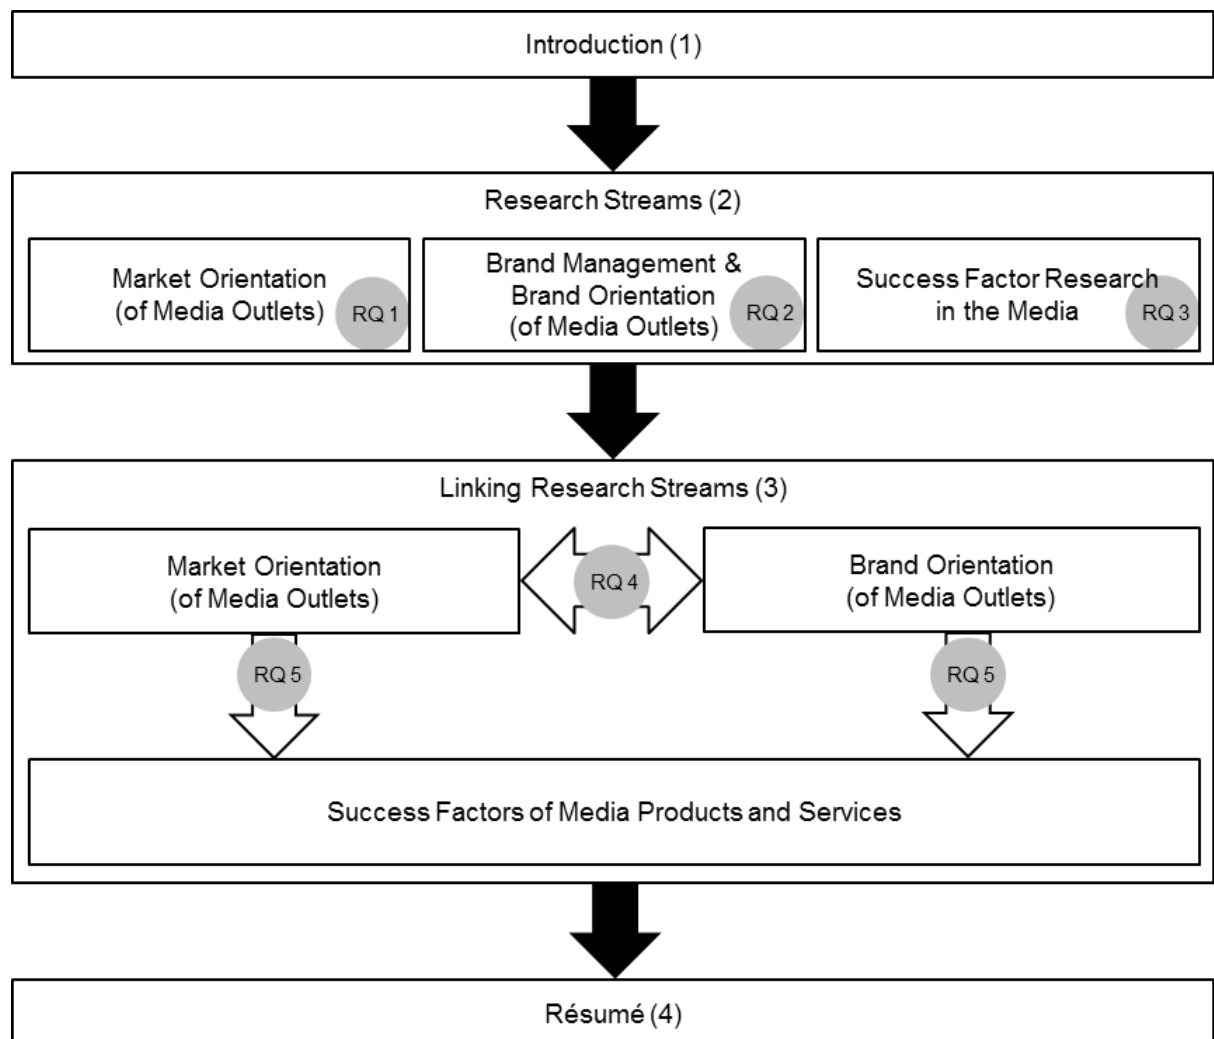 Introduction (1)
Research Streams (2)
Market Orientation
(of Media Outlets)
RQ 1
Brand Management &
Brand Orientation
(of Media Outlets)
RQ 2
Success Factor Research
in the Media
RQ 3
Linking Research Streams (3)
Market Orientation
(of Media Outlets)
RQ 4
Brand Orientation
(of Media Outlets)
RQ 5
RQ 5
Success Factors of Media Products and Services
Résumé (4)